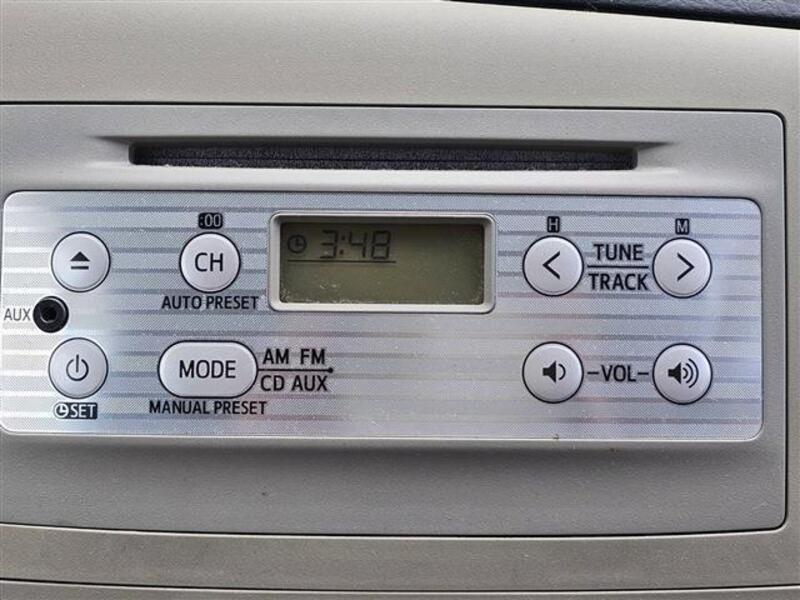 :00
H
M
CH
3:48
TUNE
TRACK
AUTO PRESET
AUX
MODE
AM FM
CD AUX
-VOL-
SET
MANUAL PRESET